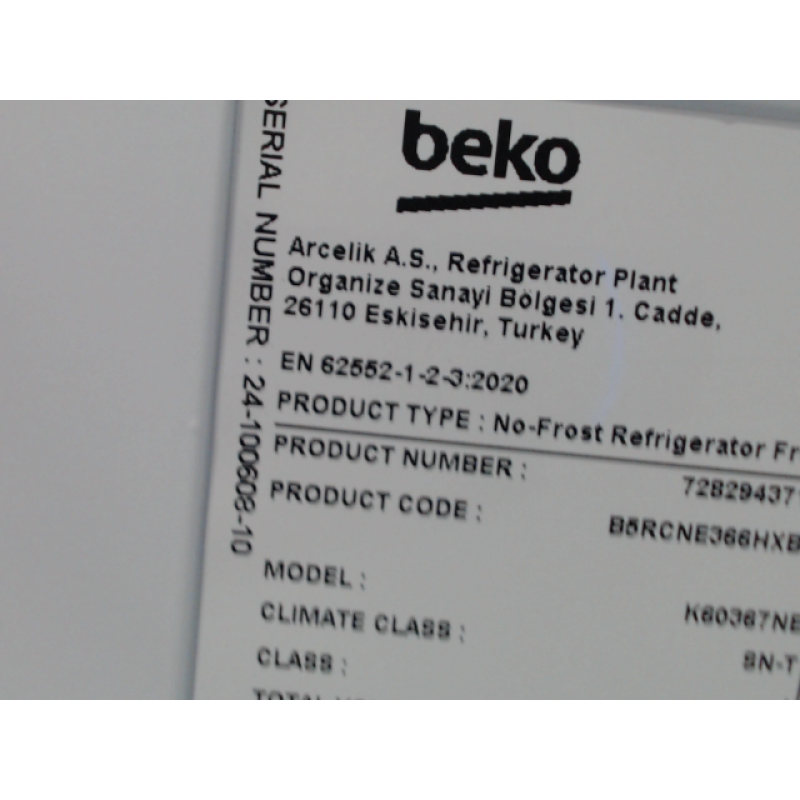 beko
Arcelik A.S., Refrigerator Plant
Organize Sanayi Bölgesi 1. Cadde,
26110 Eskisehir, Turkey
EN 62552-1-2-3:2020
PRODUCT TYPE : No-Frost Refrigerator Fr
PRODUCT NUMBER : 72829437
PRODUCT CODE : B5RCNE366HXB
MODEL : K60367NE
CLIMATE CLASS : SN-T
CLASS :
TOTAL
SERIAL NUMBER : 24-100608-10